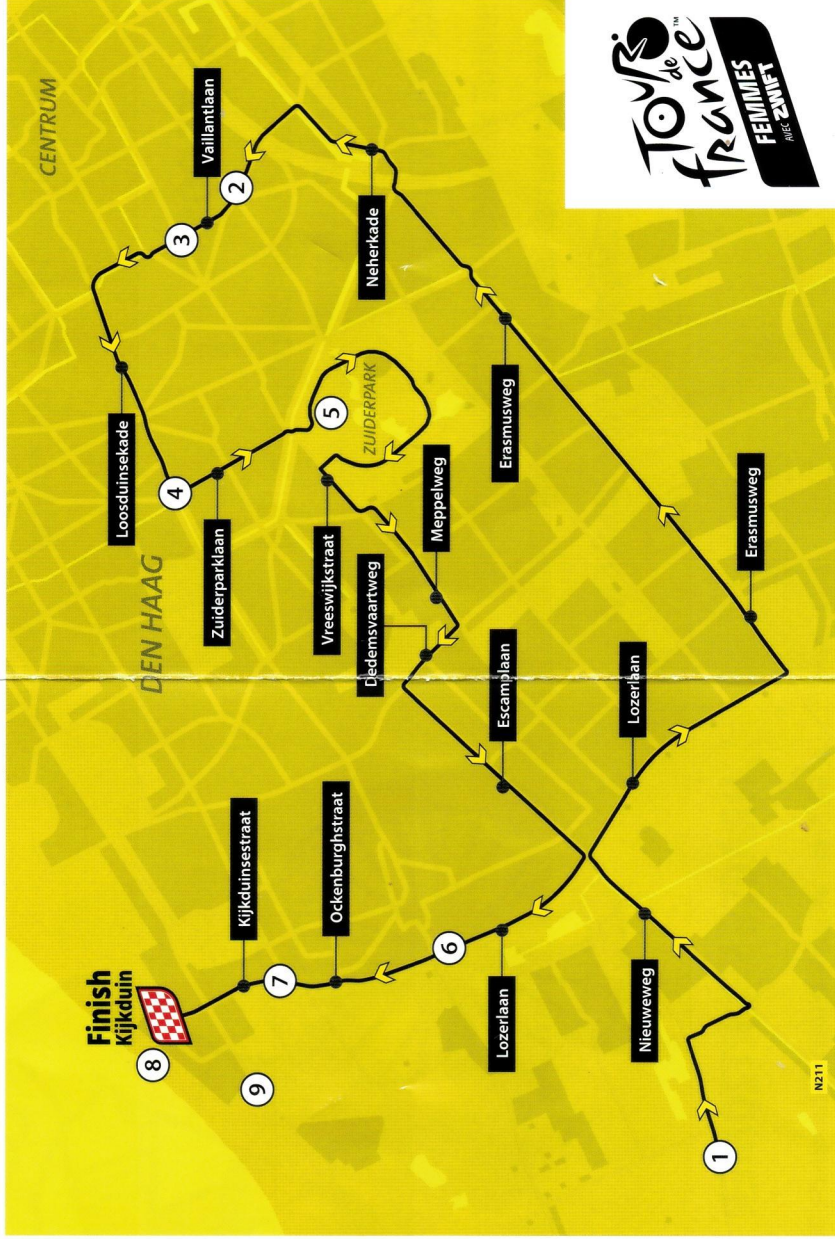 CENTRUM
Finish
Kijkduin
Loosduinsekade
DEN HAAG
8
4
3
Vaillantlaan
Zuiderparklaan
2
Kijkduinsestraat
9
7
5
Vreeswijkstraat
Ockenburghstraat
ZUIDERPARK
Dedemsvaartweg
Neherkade
Meppelweg
6
Lozerlaan
Escamplaan
Erasmusweg
Lozerlaan
Nieuweweg
1
Erasmusweg
N211
TOUR
de
france™
FEMMES
AVEC ZWIFT